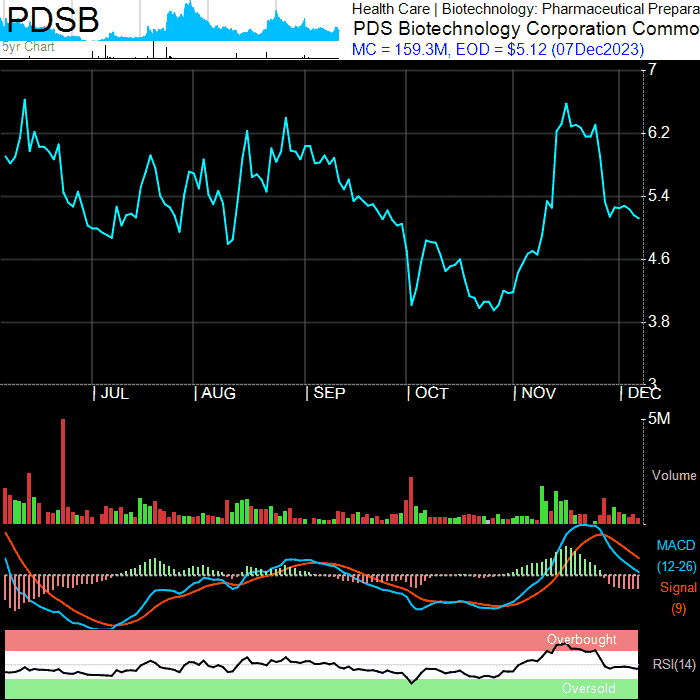 PDSB
5yr Chart
Health Care | Biotechnology: Pharmaceutical Prepara
PDS Biotechnology Corporation Commo
MC = 159.3M, EOD = $5.12 (07Dec2023)
7
6.2
5.4
4.6
3.8
3
| JUL | AUG | SEP | OCT | NOV | DEC
5M
Volume
MACD
(12-26)
Signal
(9)
Overbought
RSI(14)
Oversold